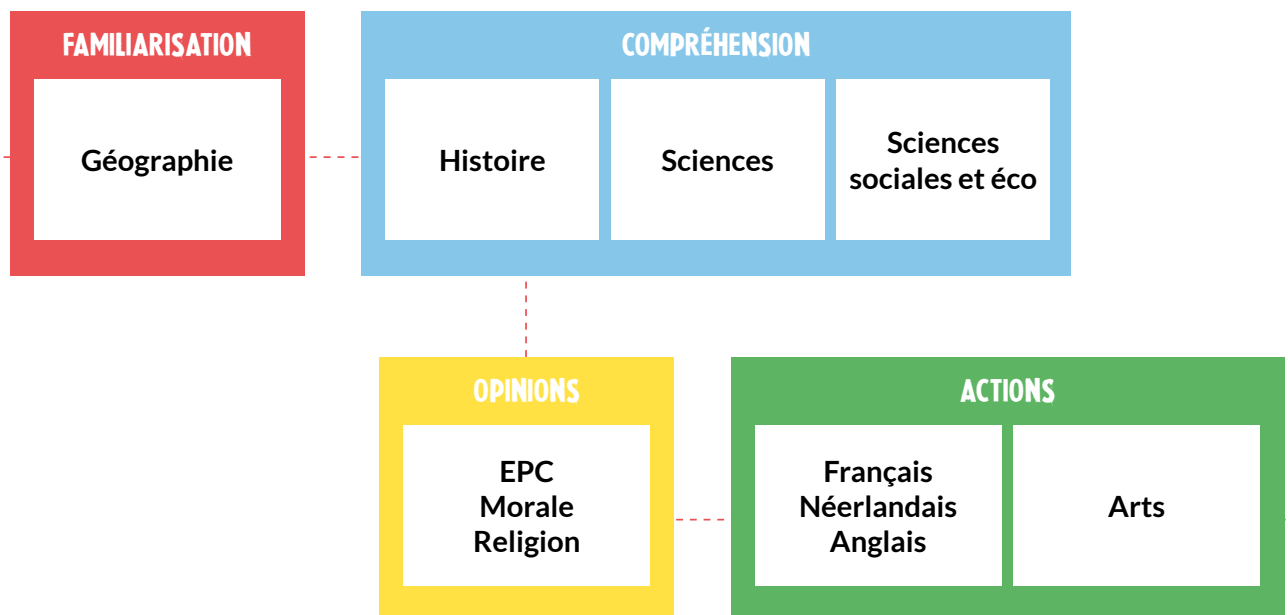 FAMILIARISATION
Géographie
COMPRÉHENSION
Histoire
Sciences
Sciences
sociales et éco
OPINIONS
EPC
Morale
Religion
ACTIONS
Français
Néerlandais
Anglais
Arts